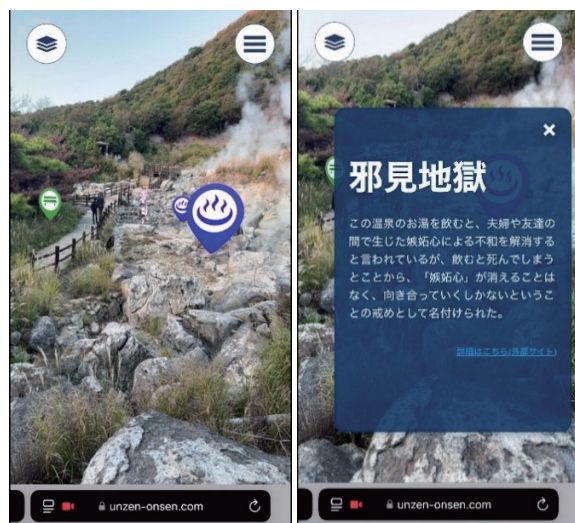 unzen-onsen.com
邪見地獄
この温泉のお湯を飲むと、夫婦や友達の
間で生じた嫉妬心による不和を解消する
と言われているが、飲むと死んでしまう
とことから、「嫉妬心」が消えることは
なく、向き合っていくしかないというこ
との戒めとして名付けられた。
詳細はこちら(外部サイト)
unzen-onsen.com